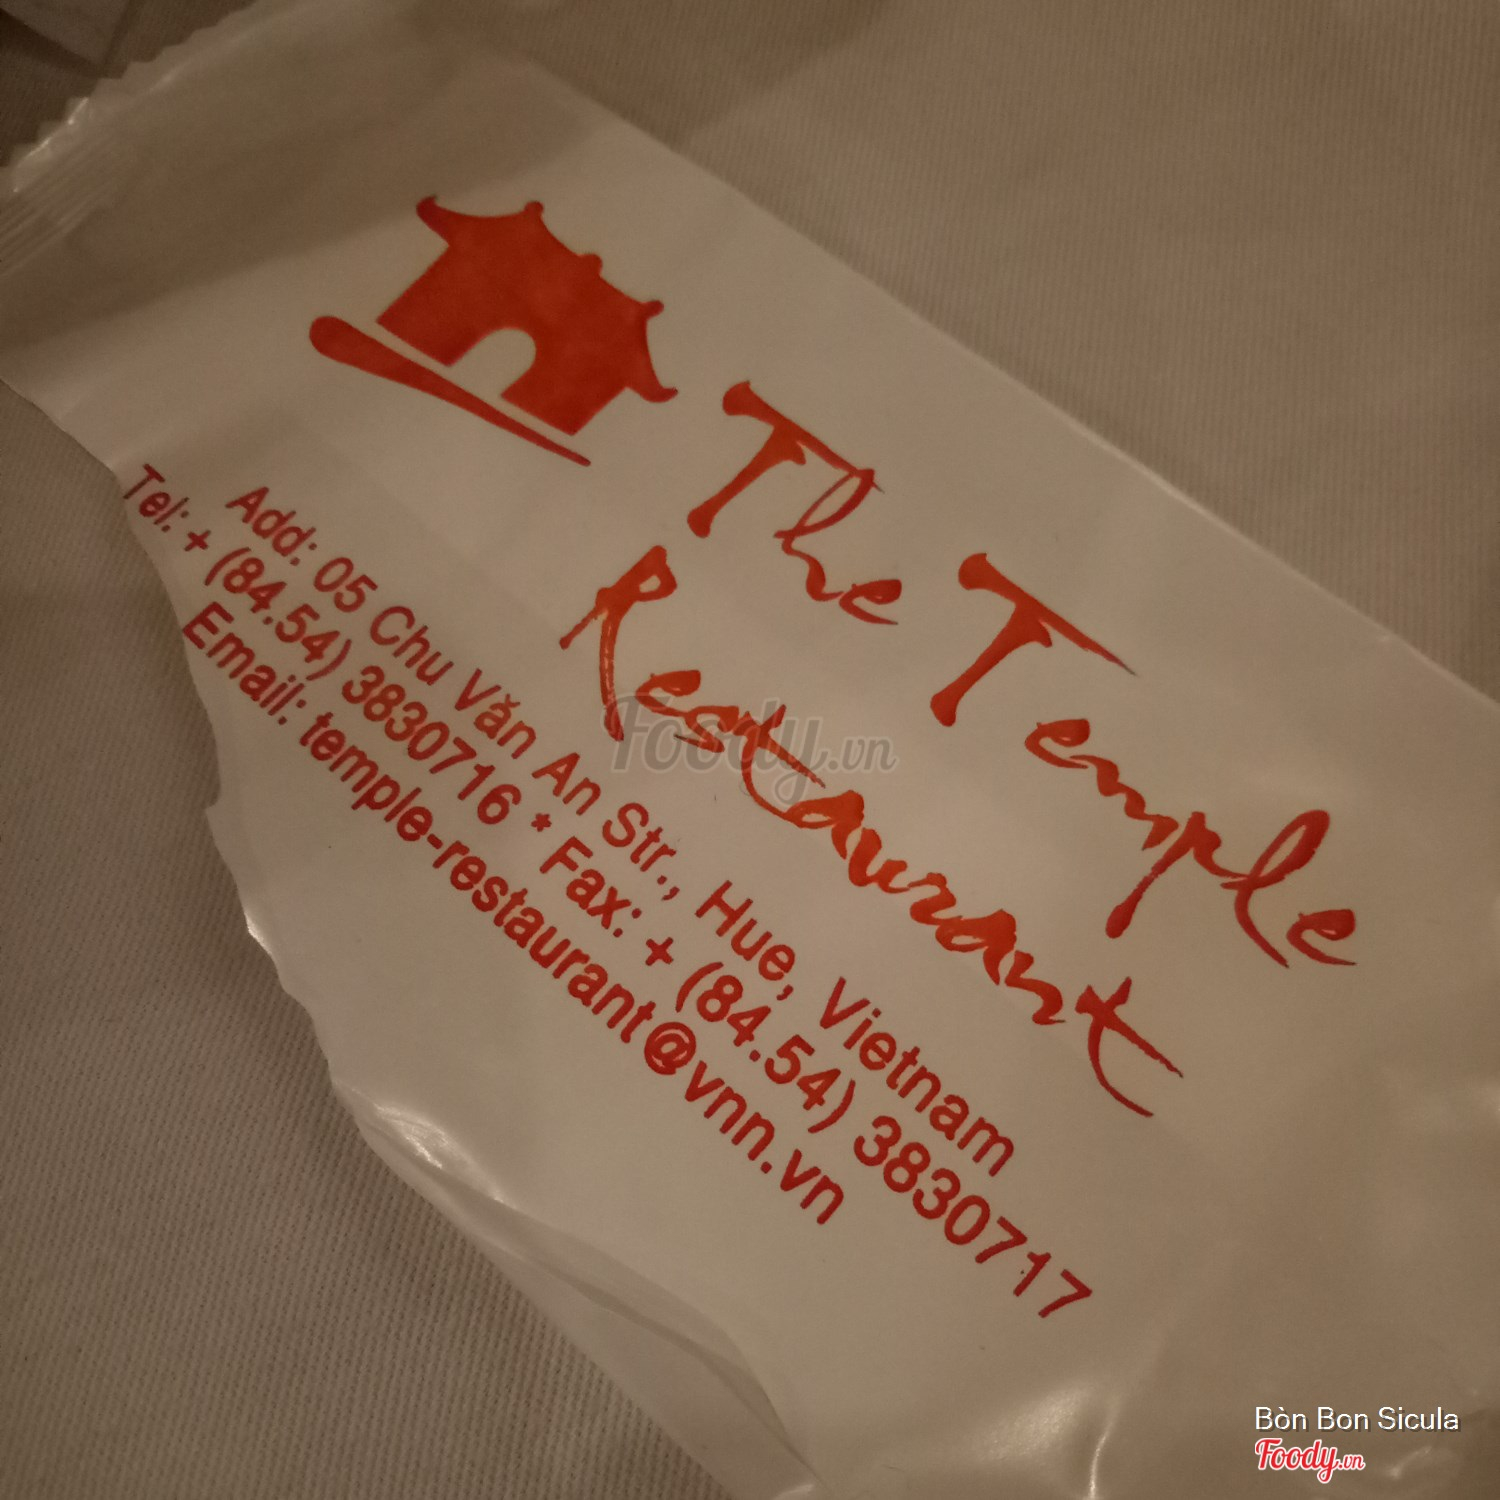 The Temple
Restaurant
Add: 05 Chu Văn An Str., Hue, Vietnam
Tel: + (84.54) 3830716 * Fax: + (84.54) 3830717
Email: temple-restaurant@vnn.vn
Foody.vn
Bòn Bon Sicula
Foody.vn